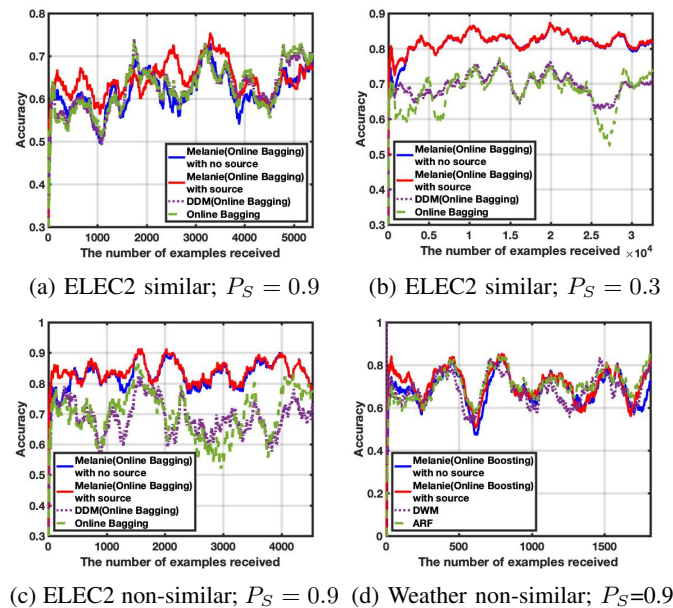 0.8
0.7
0.6
0.5
0.4
0.3
Accuracy
Melanie(Online Bagging)
with no source
Melanie(Online Bagging)
with source
DDM(Online Bagging)
Online Bagging
0 1000 2000 3000 4000 5000
The number of examples received
(a) ELEC2 similar; P_S = 0.9
0.9
0.8
0.7
0.6
0.5
0.4
0.3
Accuracy
Melanie(Online Bagging)
with no source
Melanie(Online Bagging)
with source
DDM(Online Bagging)
Online Bagging
0 0.5 1 1.5 2 2.5 3
The number of examples received ×10^4
(b) ELEC2 similar; P_S = 0.3
1
0.9
0.8
0.7
0.6
0.5
0.4
0.3
Accuracy
Melanie(Online Bagging)
with no source
Melanie(Online Bagging)
with source
DDM(Online Bagging)
Online Bagging
0 1000 2000 3000 4000
The number of examples received
(c) ELEC2 non-similar; P_S = 0.9
1
0.8
0.6
0.4
0.2
0
Accuracy
Melanie(Online Boosting)
with no source
Melanie(Online Boosting)
with source
DWM
ARF
0 500 1000 1500
The number of examples received
(d) Weather non-similar; P_S=0.9